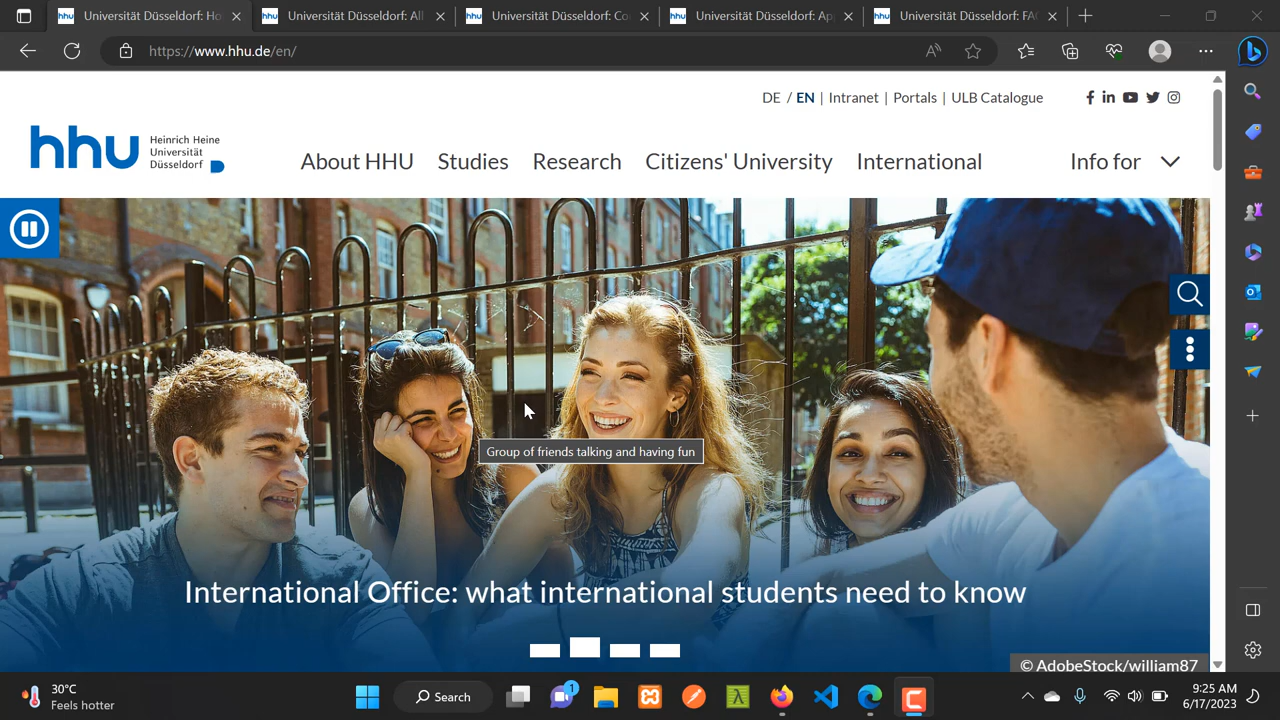 Universität Düsseldorf: Ho
Universität Düsseldorf: All
Universität Düsseldorf: Co
Universität Düsseldorf: Ap
Universität Düsseldorf: FA
https://www.hhu.de/en/
DE / EN | Intranet | Portals | ULB Catalogue
hhu Heinrich Heine
Universität
Düsseldorf
About HHU Studies Research Citizens' University International Info for
Group of friends talking and having fun
International Office: what international students need to know
© AdobeStock/william87
30°C
Feels hotter
Search
1
9:25 AM
6/17/2023